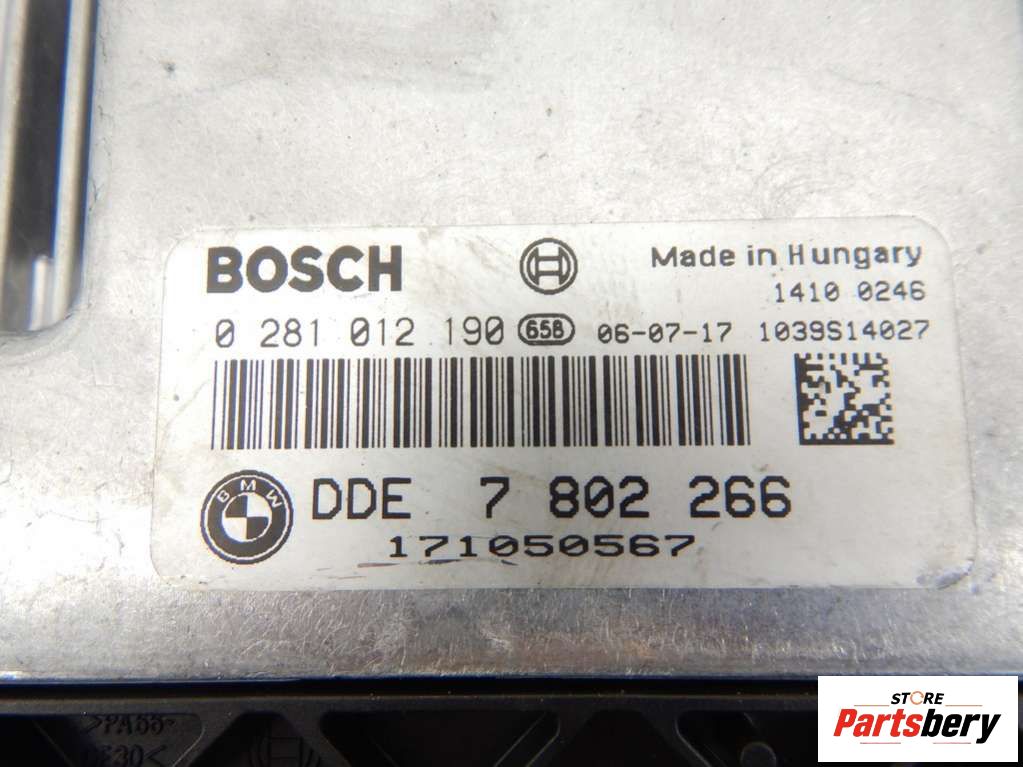 BOSCH
Made in Hungary
1410 0246
0 281 012 190 658 06-07-17 1039S14027
BMW
DDE 7 802 266
171050567
STORE
Partsbery